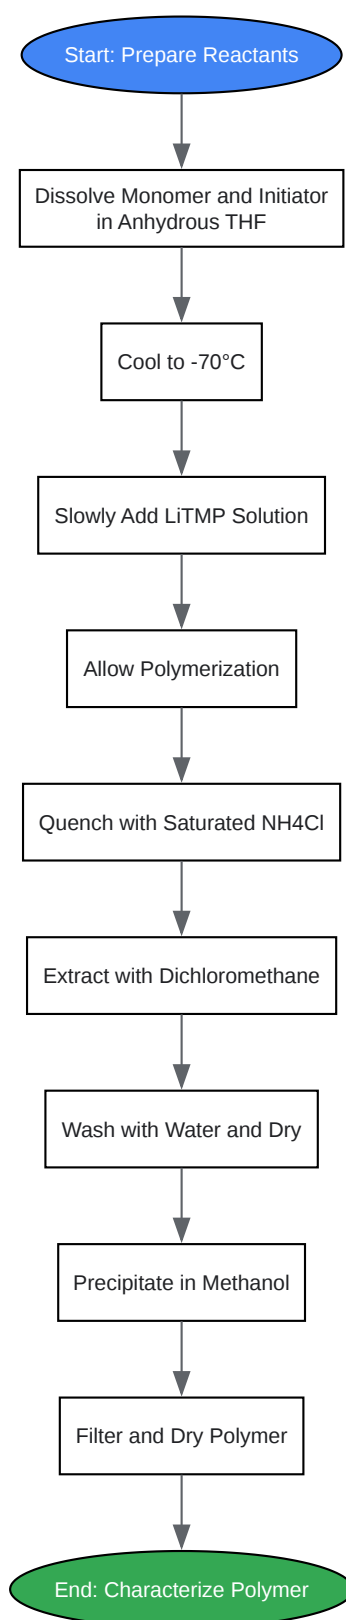 Start: Prepare Reactants
Dissolve Monomer and Initiator
in Anhydrous THF
Cool to -70°C
Slowly Add LiTMP Solution
Allow Polymerization
Quench with Saturated NH4Cl
Extract with Dichloromethane
Wash with Water and Dry
Precipitate in Methanol
Filter and Dry Polymer
End: Characterize Polymer